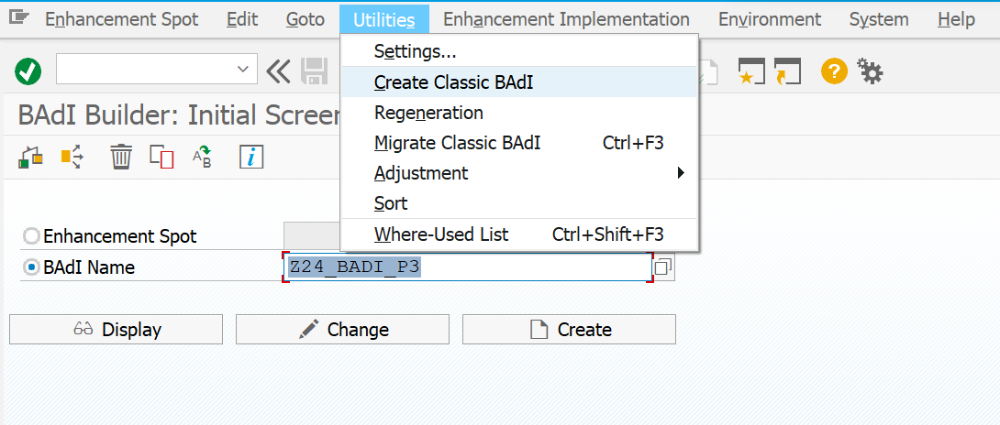 Enhancement Spot Edit Goto Utilities Enhancement Implementation Environment System Help
Settings...
Create Classic BAdI
BAdI Builder: Initial Screen
Regeneration
Migrate Classic BAdI Ctrl+F3
Adjustment
Sort
Enhancement Spot
Where-Used List Ctrl+Shift+F3
BAdI Name Z24_BADI_P3
Display Change Create